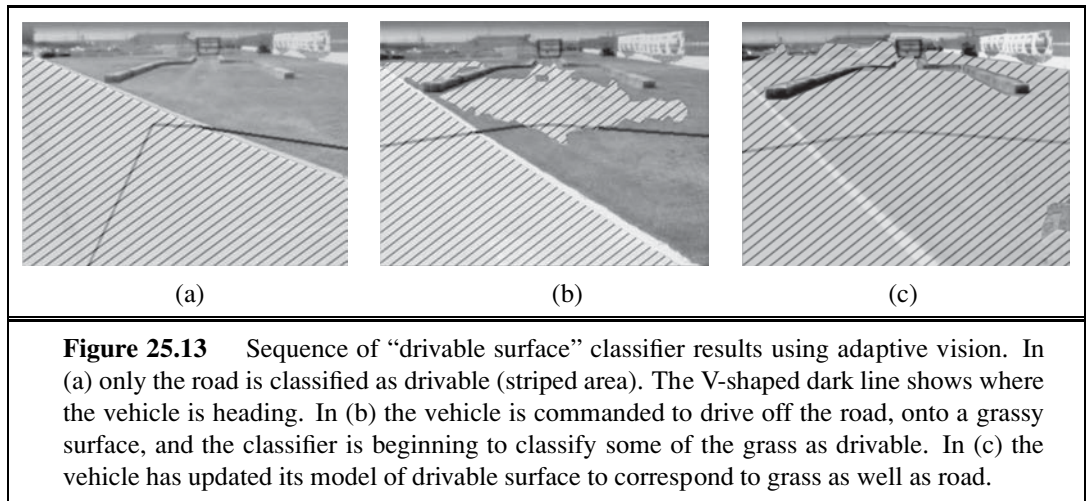 (a)
(b)
(c)
Figure 25.13 Sequence of “drivable surface” classifier results using adaptive vision. In
(a) only the road is classified as drivable (striped area). The V-shaped dark line shows where
the vehicle is heading. In (b) the vehicle is commanded to drive off the road, onto a grassy
surface, and the classifier is beginning to classify some of the grass as drivable. In (c) the
vehicle has updated its model of drivable surface to correspond to grass as well as road.